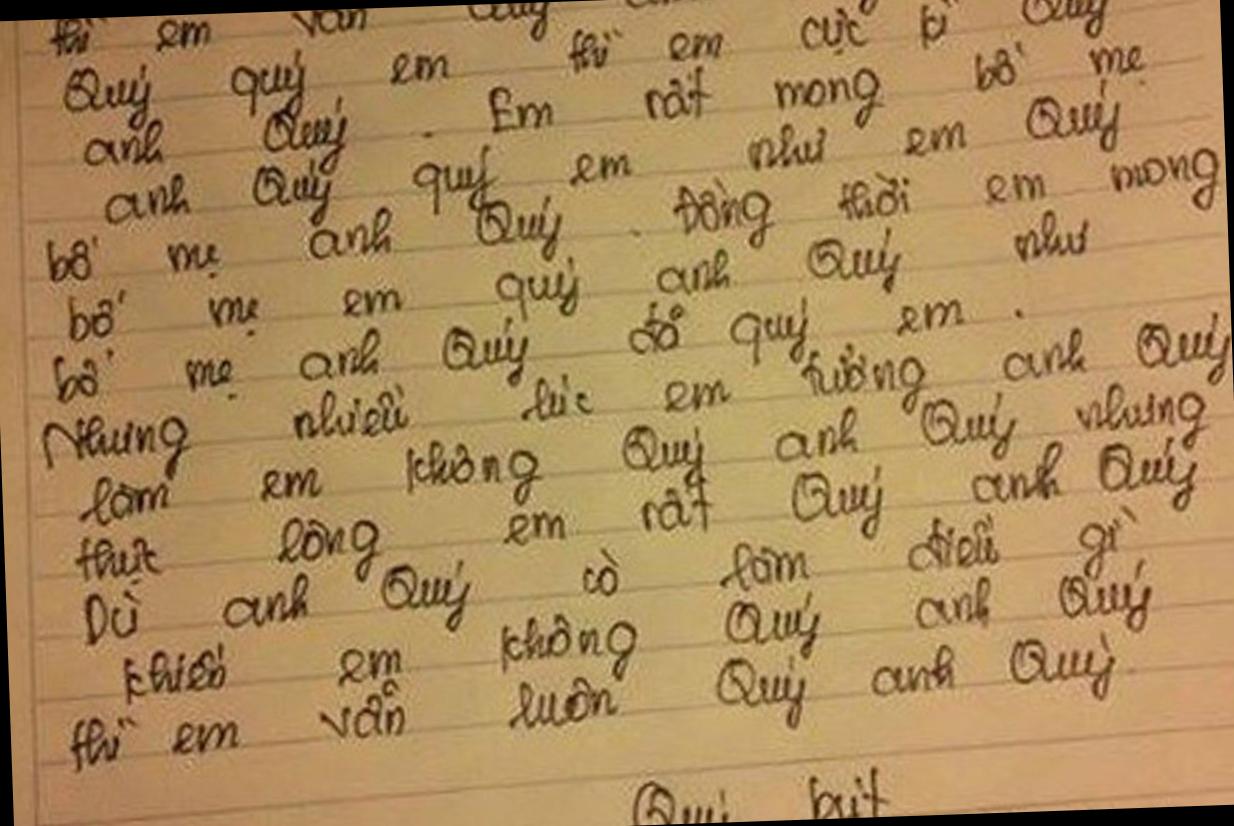 thì em vẫn Quý
Quý quý em thì em cực kì Quý
anh Quý. Em rất mong bố mẹ
anh Quý quý em như em Quý
bố mẹ anh Quý. Đồng thời em mong
bố mẹ em quý anh Quý như
bố mẹ anh Quý đã quý em.
Nhưng nhiều lúc em tưởng anh Quý
làm em không Quý anh Quý nhưng
thực lòng em rất Quý anh Quý
Dù anh Quý có làm điều gì
khiến em không Quý anh Quý
thì em vẫn luôn Quý anh Quý.
Quý bút